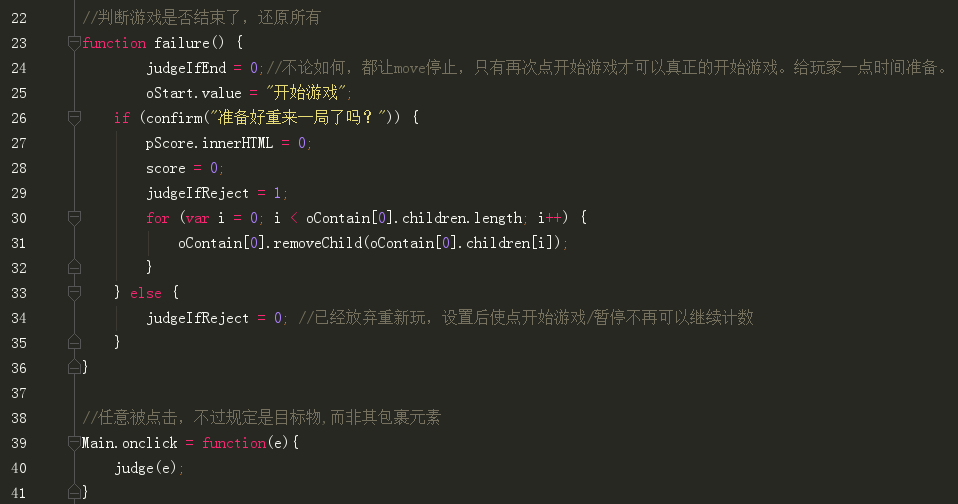 22 //判断游戏是否结束了，还原所有
23 function failure() {
24 judgeIfEnd = 0;//不论如何，都让move停止，只有再次点开始游戏才可以真正的开始游戏。给玩家一点时间准备。
25 oStart.value = "开始游戏";
26 if (confirm("准备好重来一局了吗？")) {
27 pScore.innerHTML = 0;
28 score = 0;
29 judgeIfReject = 1;
30 for (var i = 0; i < oContain[0].children.length; i++) {
31 oContain[0].removeChild(oContain[0].children[i]);
32 }
33 } else {
34 judgeIfReject = 0; //已经放弃重新玩，设置后使点开始游戏/暂停不再可以继续计数
35 }
36 }
37
38 //任意被点击，不过规定是目标物,而非其包裹元素
39 Main.onclick = function(e){
40 judge(e);
41 }